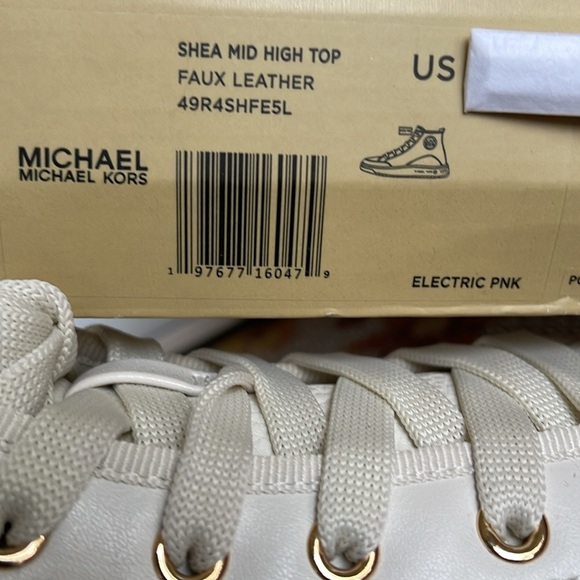 SHEA MID HIGH TOP
FAUX LEATHER
49R4SHFE5L
US
MICHAEL
MICHAEL KORS
1 97677 16047 9
ELECTRIC PNK